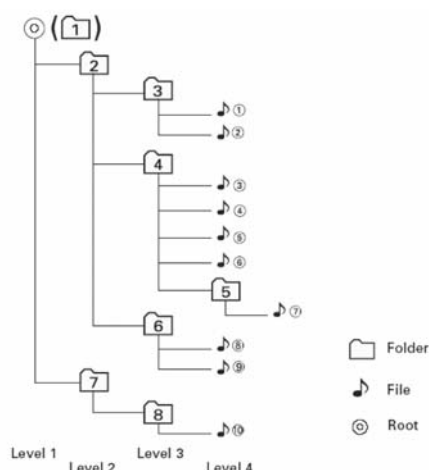 (1)
2
3
①
②
4
③
④
⑤
⑥
5
⑦
6
⑧
⑨
7
8
⑩
Folder
File
Root
Level 1
Level 2
Level 3
Level 4